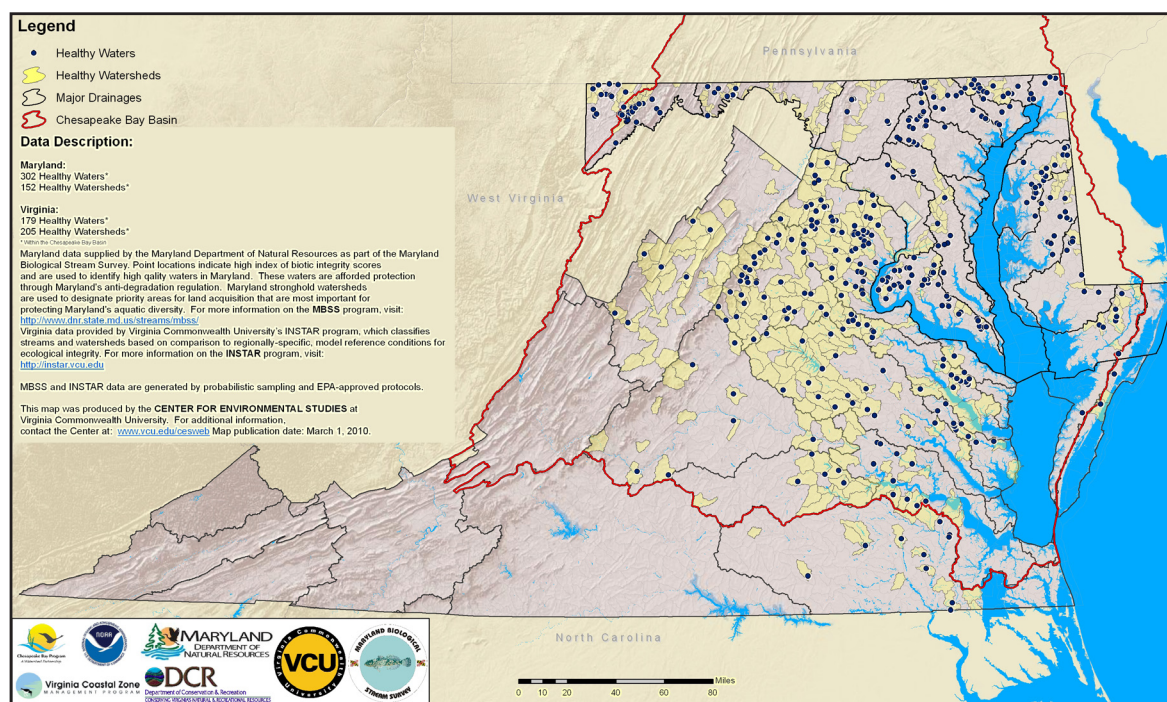 Legend
Healthy Waters
Healthy Watersheds
Major Drainages
Chesapeake Bay Basin
Data Description:
Maryland:
302 Healthy Waters*
152 Healthy Watersheds*
Virginia:
179 Healthy Waters*
205 Healthy Watersheds*
* Within the Chesapeake Bay Basin
Maryland data supplied by the Maryland Department of Natural Resources as part of the Maryland
Biological Stream Survey. Point locations indicate high index of biotic integrity scores
and are used to identify high qality waters in Maryland. These waters are afforded protection
through Maryland's anti-degradation regulation. Maryland stronghold watersheds
are used to designate priority areas for land acquisition that are most important for
protecting Maryland's aquatic diversity. For more information on the MBSS program, visit:
http://www.dnr.state.md.us/streams/mbss/
Virginia data provided by Virginia Commonwealth University's INSTAR program, which classifies
streams and watersheds based on comparison to regionally-specific, model reference conditions for
ecological integrity. For more information on the INSTAR program, visit:
http://instar.vcu.edu
MBSS and INSTAR data are generated by probabilistic sampling and EPA-approved protocols.
This map was produced by the CENTER FOR ENVIRONMENTAL STUDIES at
Virginia Commonwealth University. For additional information,
contact the Center at: www.vcu.edu/cesweb Map publication date: March 1, 2010.
Pennsylvania
West Virginia
North Carolina
0 10 20 40 60 80 Miles
Chesapeake Bay Program
A Watershed Partnership
NOAA
MARYLAND
DEPARTMENT OF
NATURAL RESOURCES
Virginia Coastal Zone
MANAGEMENT PROGRAM
DCR
Department of Conservation & Recreation
CONSERVING VIRGINIA'S NATURAL & RECREATIONAL RESOURCES
Virginia Commonwealth
VCU
University
MARYLAND BIOLOGICAL
STREAM SURVEY